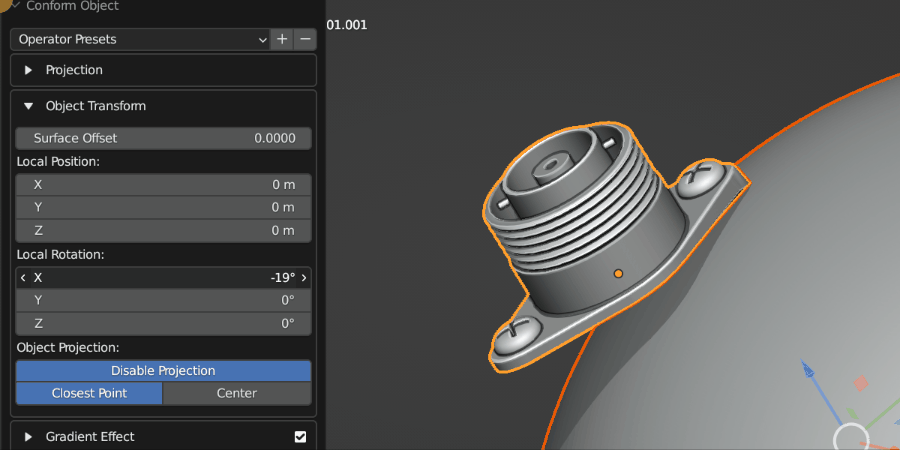 Conform Object
01.001
Operator Presets
Projection
Object Transform
Surface Offset 0.0000
Local Position:
X 0 m
Y 0 m
Z 0 m
Local Rotation:
X -19°
Y 0°
Z 0°
Object Projection:
Disable Projection
Closest Point Center
Gradient Effect